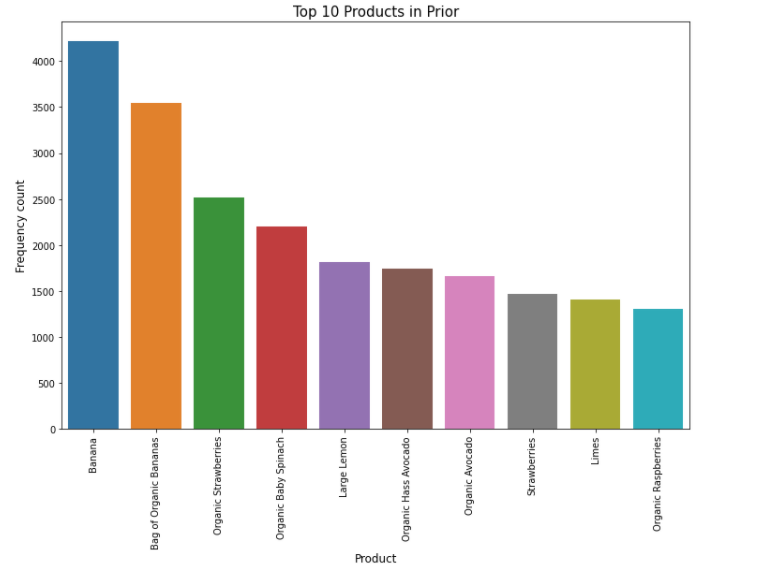 Top 10 Products in Prior
Frequency count
4000
3500
3000
2500
2000
1500
1000
500
0
Banana
Bag of Organic Bananas
Organic Strawberries
Organic Baby Spinach
Large Lemon
Organic Hass Avocado
Organic Avocado
Strawberries
Limes
Organic Raspberries
Product